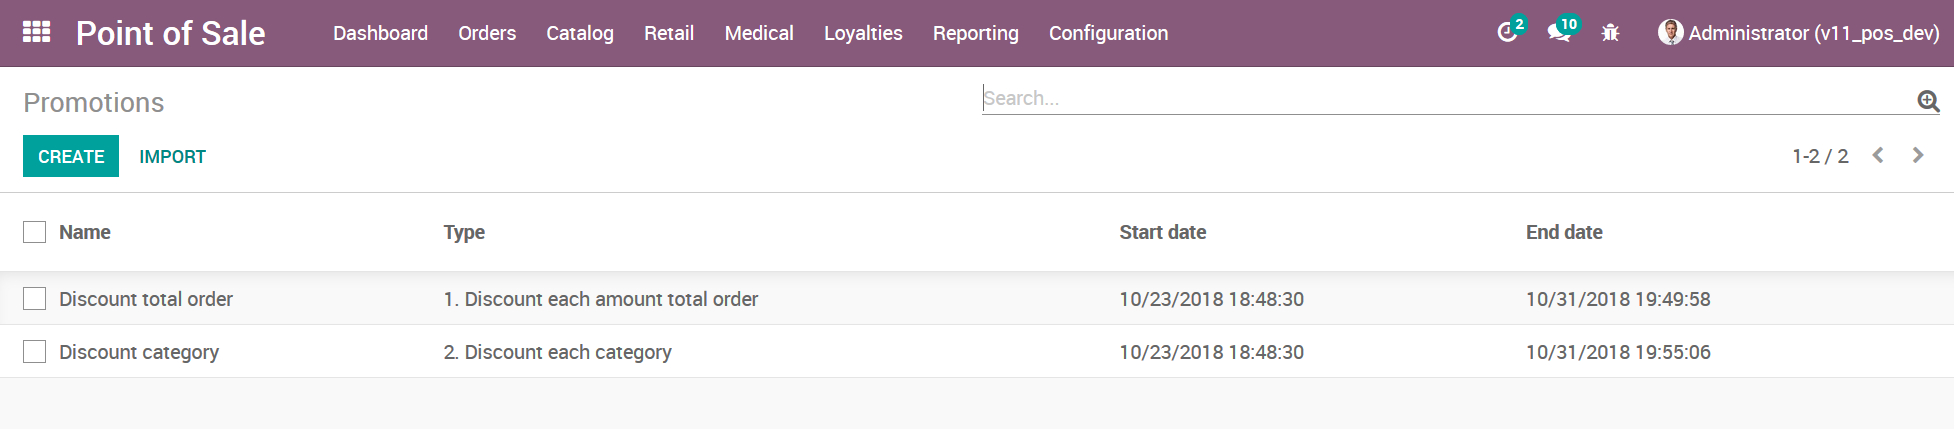 Point of Sale Dashboard Orders Catalog Retail Medical Loyalties Reporting Configuration 2 10 Administrator (v11_pos_dev)
Promotions Search...
CREATE IMPORT 1-2 / 2
Name Type Start date End date
Discount total order 1. Discount each amount total order 10/23/2018 18:48:30 10/31/2018 19:49:58
Discount category 2. Discount each category 10/23/2018 18:48:30 10/31/2018 19:55:06